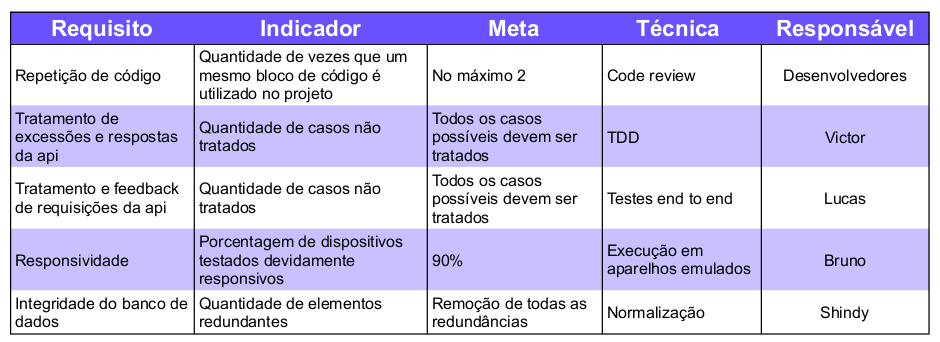 Requisito Indicador Meta Técnica Responsável
Repetição de código
Quantidade de vezes que um
mesmo bloco de código é
utilizado no projeto
No máximo 2
Code review
Desenvolvedores
Tratamento de
excessões e respostas
da api
Quantidade de casos não
tratados
Todos os casos
possíveis devem ser
tratados
TDD
Victor
Tratamento e feedback
de requisições da api
Quantidade de casos não
tratados
Todos os casos
possíveis devem ser
tratados
Testes end to end
Lucas
Responsividade
Porcentagem de dispositivos
testados devidamente
responsivos
90%
Execução em
aparelhos emulados
Bruno
Integridade do banco de
dados
Quantidade de elementos
redundantes
Remoção de todas as
redundâncias
Normalização
Shindy